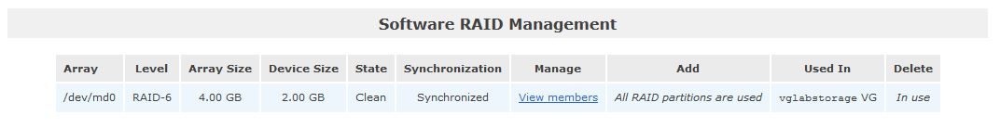 Software RAID Management
Array Level Array Size Device Size State Synchronization Manage Add Used In Delete
/dev/md0 RAID-6 4.00 GB 2.00 GB Clean Synchronized View members All RAID partitions are used vglabstorage VG In use